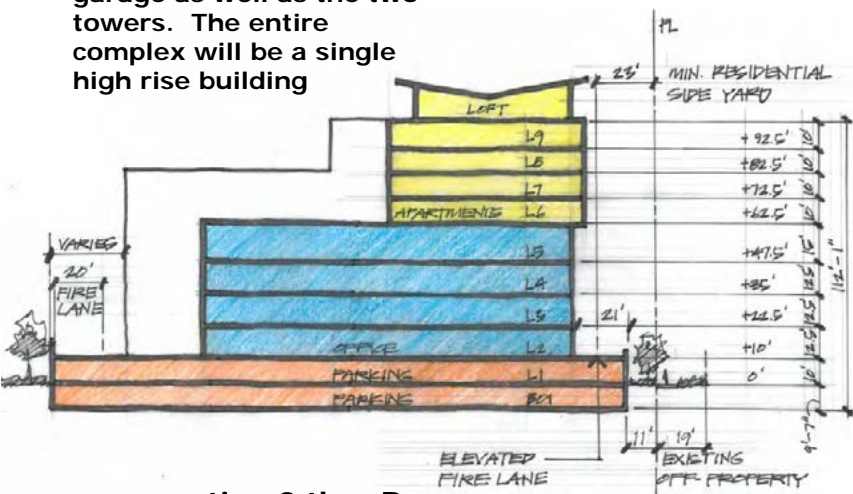 garage as well as the two
towers. The entire
complex will be a single
high rise building
PL
23'
MIN. RESIDENTIAL
SIDE YARD
LOFT
L9
+92.5'
10'
L8
+82.5'
10'
L7
+72.5'
10'
APARTMENTS L6
+62.5'
10'
112'-1"
VARIES
20'
FIRE
LANE
L5
+47.5'
15'
L4
+35'
12.5'
L3
21'
+22.5'
12.5'
OFFICE L2
+10'
12.5'
PARKING L1
0'
10'
PARKING B01
11'
19'
ELEVATED
FIRE LANE
EXISTING
OFF PROPERTY